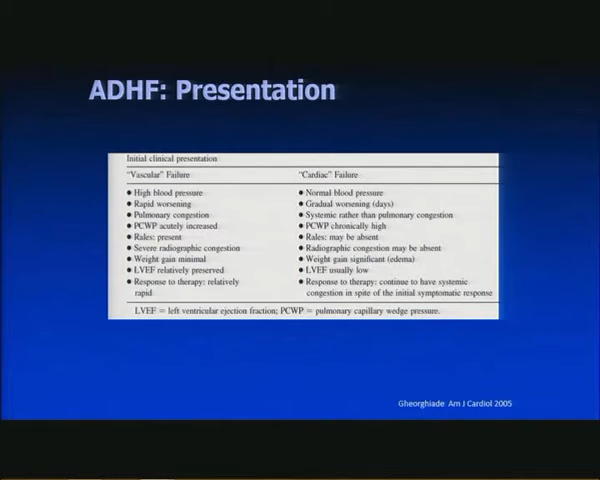 ADHF: Presentation
Initial clinical presentation
"Vascular" Failure
"Cardiac" Failure
• High blood pressure
• Normal blood pressure
• Rapid worsening
• Gradual worsening (days)
• Pulmonary congestion
• Systemic rather than pulmonary congestion
• PCWP acutely increased
• PCWP chronically high
• Rales: present
• Rales: may be absent
• Severe radiographic congestion
• Radiographic congestion may be absent
• Weight gain minimal
• Weight gain significant (edema)
• LVEF relatively preserved
• LVEF usually low
• Response to therapy: relatively
rapid
• Response to therapy: continue to have systemic
congestion in spite of the initial symptomatic response
LVEF = left ventricular ejection fraction; PCWP = pulmonary capillary wedge pressure.
Gheorghiade Am J Cardiol 2005